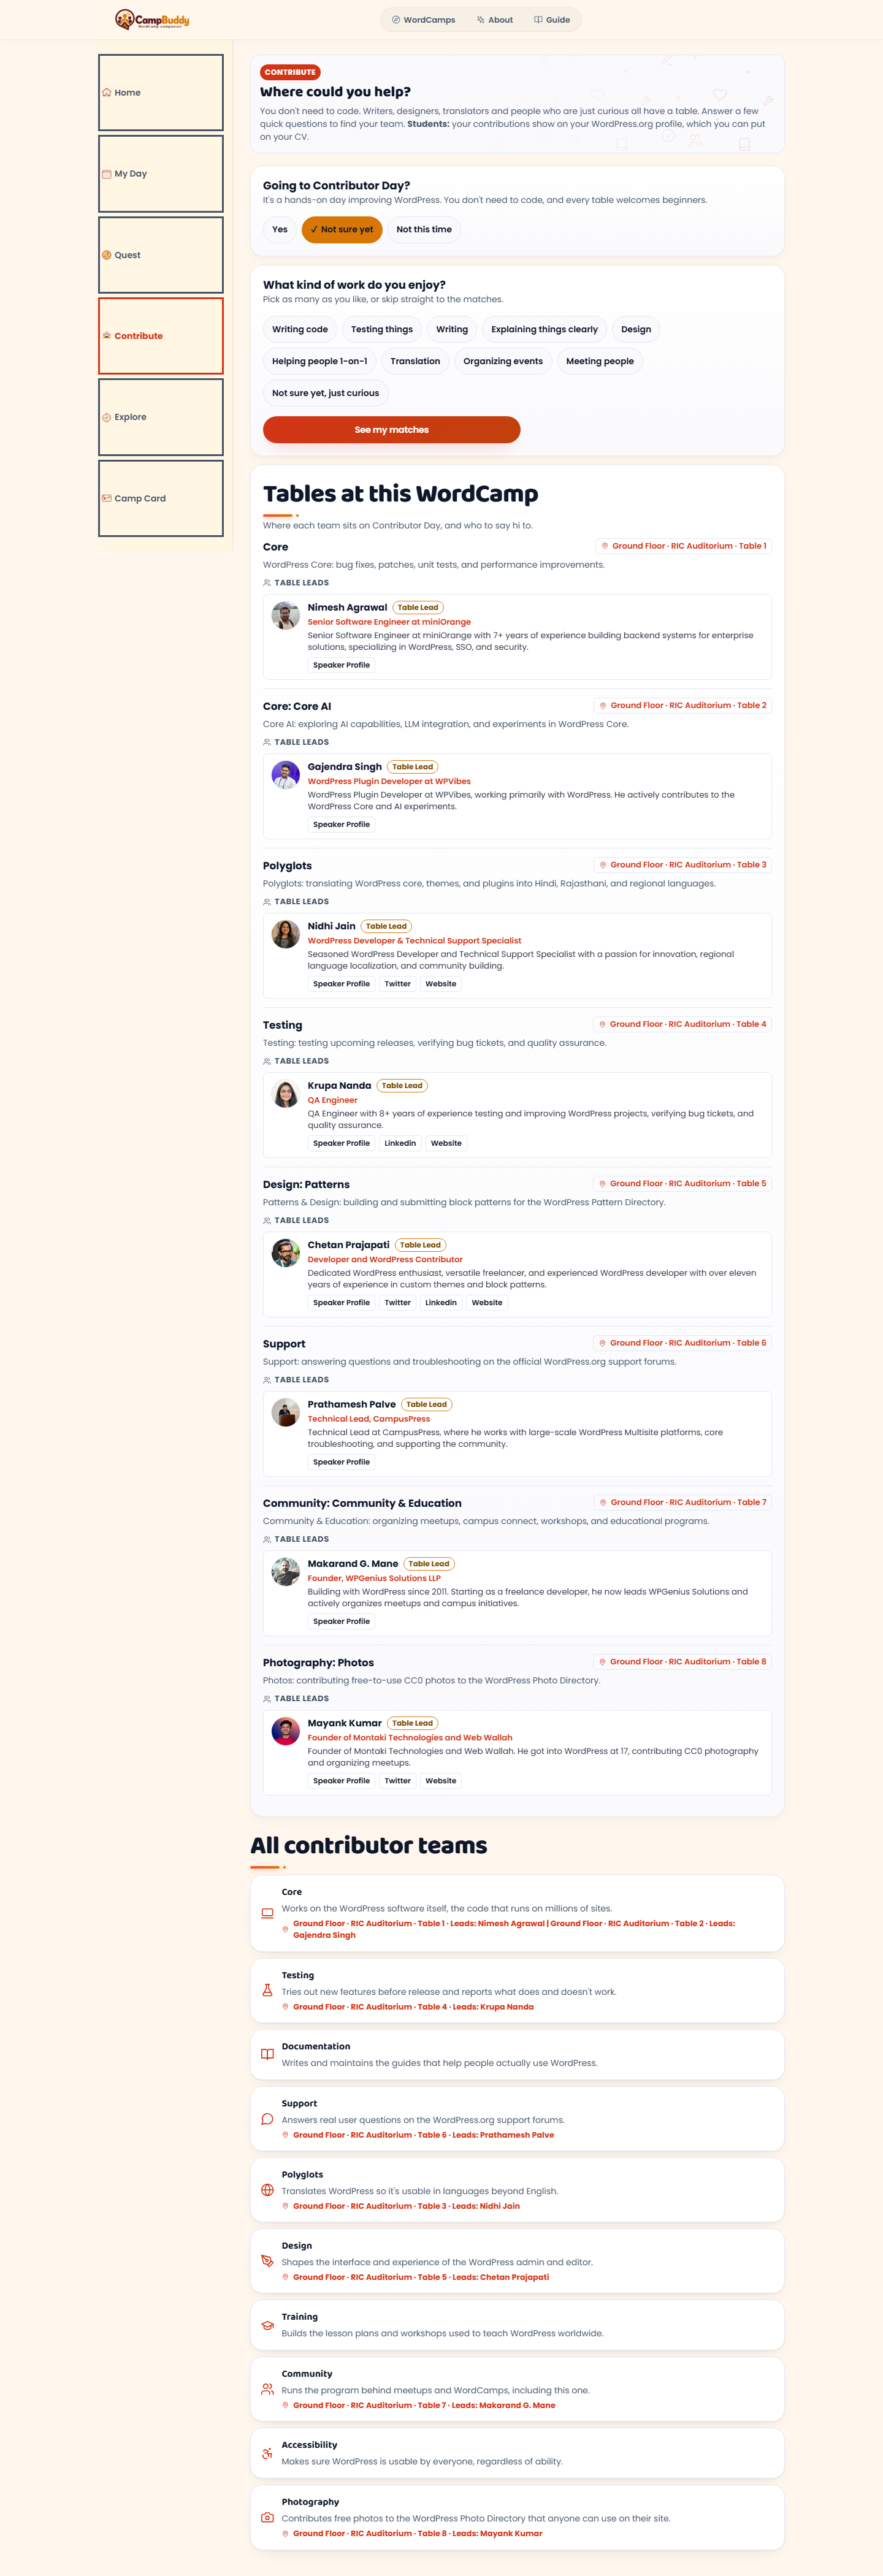 CampBuddy
WordCamp companion
WordCamps
About
Guide
Home
My Day
Quest
Contribute
Explore
Camp Card
CONTRIBUTE
Where could you help?
You don't need to code. Writers, designers, translators and people who are just curious all have a table. Answer a few
quick questions to find your team. Students: your contributions show on your WordPress.org profile, which you can put
on your CV.
Going to Contributor Day?
It's a hands-on day improving WordPress. You don't need to code, and every table welcomes beginners.
Yes
✓ Not sure yet
Not this time
What kind of work do you enjoy?
Pick as many as you like, or skip straight to the matches.
Writing code
Testing things
Writing
Explaining things clearly
Design
Helping people 1-on-1
Translation
Organizing events
Meeting people
Not sure yet, just curious
See my matches
Tables at this WordCamp
Where each team sits on Contributor Day, and who to say hi to.
Core
Ground Floor · RIC Auditorium · Table 1
WordPress Core: bug fixes, patches, unit tests, and performance improvements.
TABLE LEADS
Nimesh Agrawal Table Lead
Senior Software Engineer at miniOrange
Senior Software Engineer at miniOrange with 7+ years of experience building backend systems for enterprise
solutions, specializing in WordPress, SSO, and security.
Speaker Profile
Core: Core AI
Ground Floor · RIC Auditorium · Table 2
Core AI: exploring AI capabilities, LLM integration, and experiments in WordPress Core.
TABLE LEADS
Gajendra Singh Table Lead
WordPress Plugin Developer at WPVibes
WordPress Plugin Developer at WPVibes, working primarily with WordPress. He actively contributes to the
WordPress Core and AI experiments.
Speaker Profile
Polyglots
Ground Floor · RIC Auditorium · Table 3
Polyglots: translating WordPress core, themes, and plugins into Hindi, Rajasthani, and regional languages.
TABLE LEADS
Nidhi Jain Table Lead
WordPress Developer & Technical Support Specialist
Seasoned WordPress Developer and Technical Support Specialist with a passion for innovation, regional
language localization, and community building.
Speaker Profile Twitter Website
Testing
Ground Floor · RIC Auditorium · Table 4
Testing: testing upcoming releases, verifying bug tickets, and quality assurance.
TABLE LEADS
Krupa Nanda Table Lead
QA Engineer
QA Engineer with 8+ years of experience testing and improving WordPress projects, verifying bug tickets, and
quality assurance.
Speaker Profile Linkedin Website
Design: Patterns
Ground Floor · RIC Auditorium · Table 5
Patterns & Design: building and submitting block patterns for the WordPress Pattern Directory.
TABLE LEADS
Chetan Prajapati Table Lead
Developer and WordPress Contributor
Dedicated WordPress enthusiast, versatile freelancer, and experienced WordPress developer with over eleven
years of experience in custom themes and block patterns.
Speaker Profile Twitter Linkedin Website
Support
Ground Floor · RIC Auditorium · Table 6
Support: answering questions and troubleshooting on the official WordPress.org support forums.
TABLE LEADS
Prathamesh Palve Table Lead
Technical Lead, CampusPress
Technical Lead at CampusPress, where he works with large-scale WordPress Multisite platforms, core
troubleshooting, and supporting the community.
Speaker Profile
Community: Community & Education
Ground Floor · RIC Auditorium · Table 7
Community & Education: organizing meetups, campus connect, workshops, and educational programs.
TABLE LEADS
Makarand G. Mane Table Lead
Founder, WPGenius Solutions LLP
Building with WordPress since 2011. Starting as a freelance developer, he now leads WPGenius Solutions and
actively organizes meetups and campus initiatives.
Speaker Profile
Photography: Photos
Ground Floor · RIC Auditorium · Table 8
Photos: contributing free-to-use CC0 photos to the WordPress Photo Directory.
TABLE LEADS
Mayank Kumar Table Lead
Founder of Montaki Technologies and Web Wallah
Founder of Montaki Technologies and Web Wallah. He got into WordPress at 17, contributing CC0 photography
and organizing meetups.
Speaker Profile Twitter Website
All contributor teams
Core
Works on the WordPress software itself, the code that runs on millions of sites.
Ground Floor · RIC Auditorium · Table 1 · Leads: Nimesh Agrawal | Ground Floor · RIC Auditorium · Table 2 · Leads:
Gajendra Singh
Testing
Tries out new features before release and reports what does and doesn't work.
Ground Floor · RIC Auditorium · Table 4 · Leads: Krupa Nanda
Documentation
Writes and maintains the guides that help people actually use WordPress.
Support
Answers real user questions on the WordPress.org support forums.
Ground Floor · RIC Auditorium · Table 6 · Leads: Prathamesh Palve
Polyglots
Translates WordPress so it's usable in languages beyond English.
Ground Floor · RIC Auditorium · Table 3 · Leads: Nidhi Jain
Design
Shapes the interface and experience of the WordPress admin and editor.
Ground Floor · RIC Auditorium · Table 5 · Leads: Chetan Prajapati
Training
Builds the lesson plans and workshops used to teach WordPress worldwide.
Community
Runs the program behind meetups and WordCamps, including this one.
Ground Floor · RIC Auditorium · Table 7 · Leads: Makarand G. Mane
Accessibility
Makes sure WordPress is usable by everyone, regardless of ability.
Photography
Contributes free photos to the WordPress Photo Directory that anyone can use on their site.
Ground Floor · RIC Auditorium · Table 8 · Leads: Mayank Kumar